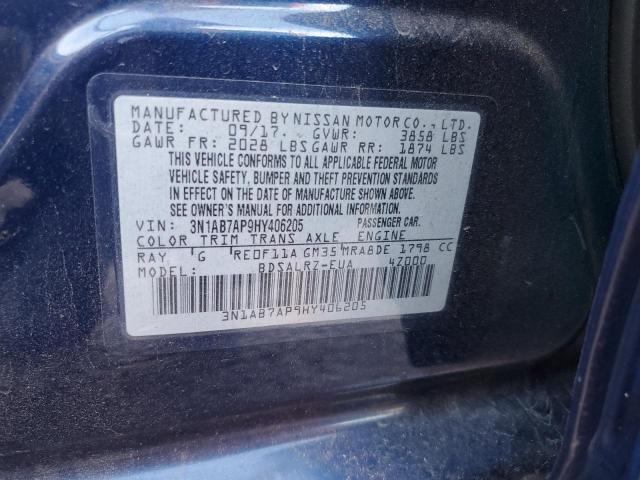 MANUFACTURED BY NISSAN MOTOR CO., LTD.
DATE: 09/17. GVWR: 3858 LBS
GAWR FR: 2028 LBS GAWR RR: 1874 LBS
THIS VEHICLE CONFORMS TO ALL APPLICABLE FEDERAL MOTOR
VEHICLE SAFETY, BUMPER AND THEFT PREVENTION STANDARDS
IN EFFECT ON THE DATE OF MANUFACTURE SHOWN ABOVE.
SEE OWNER'S MANUAL FOR ADDITIONAL INFORMATION.
VIN: 3N1AB7AP9HY406205 PASSENGER CAR.
COLOR TRIM TRANS AXLE ENGINE
RAY G RE0F11A GM35 MRA8DE 1798 CC
BDSALRZ-EUA 4Z000
3N1AB7AP9HY406205